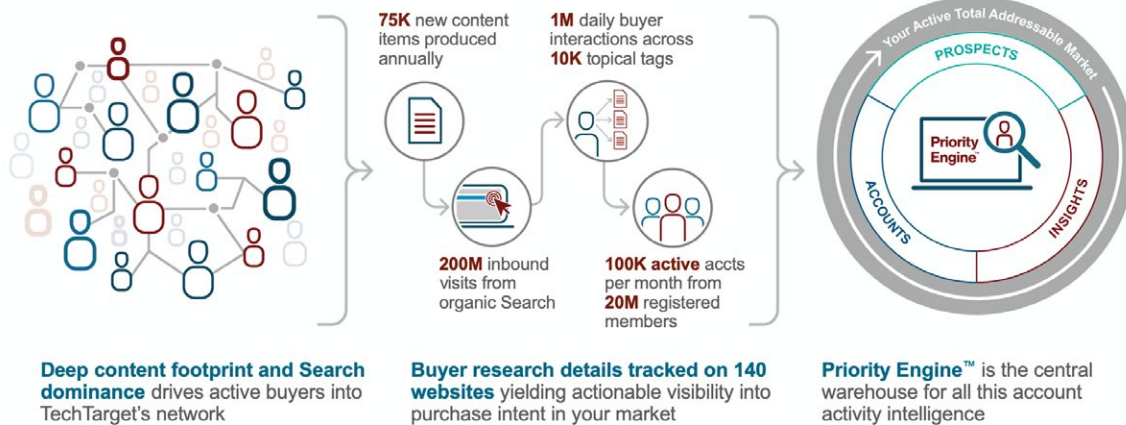 75K new content
items produced
annually
1M daily buyer
interactions across
10K topical tags
200M inbound
visits from
organic Search
100K active accts
per month from
20M registered
members
Your Active Total Addressable Market
PROSPECTS
ACCOUNTS
INSIGHTS
Priority
Engine™
Deep content footprint and Search
dominance drives active buyers into
TechTarget's network
Buyer research details tracked on 140
websites yielding actionable visibility into
purchase intent in your market
Priority Engine™ is the central
warehouse for all this account
activity intelligence